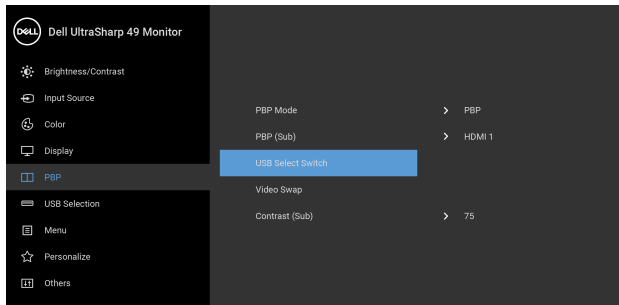 DELL Dell UltraSharp 49 Monitor
Brightness/Contrast
Input Source
Color
Display
PBP
USB Selection
Menu
Personalize
Others
PBP Mode PBP
PBP (Sub) HDMI 1
USB Select Switch
Video Swap
Contrast (Sub) 75